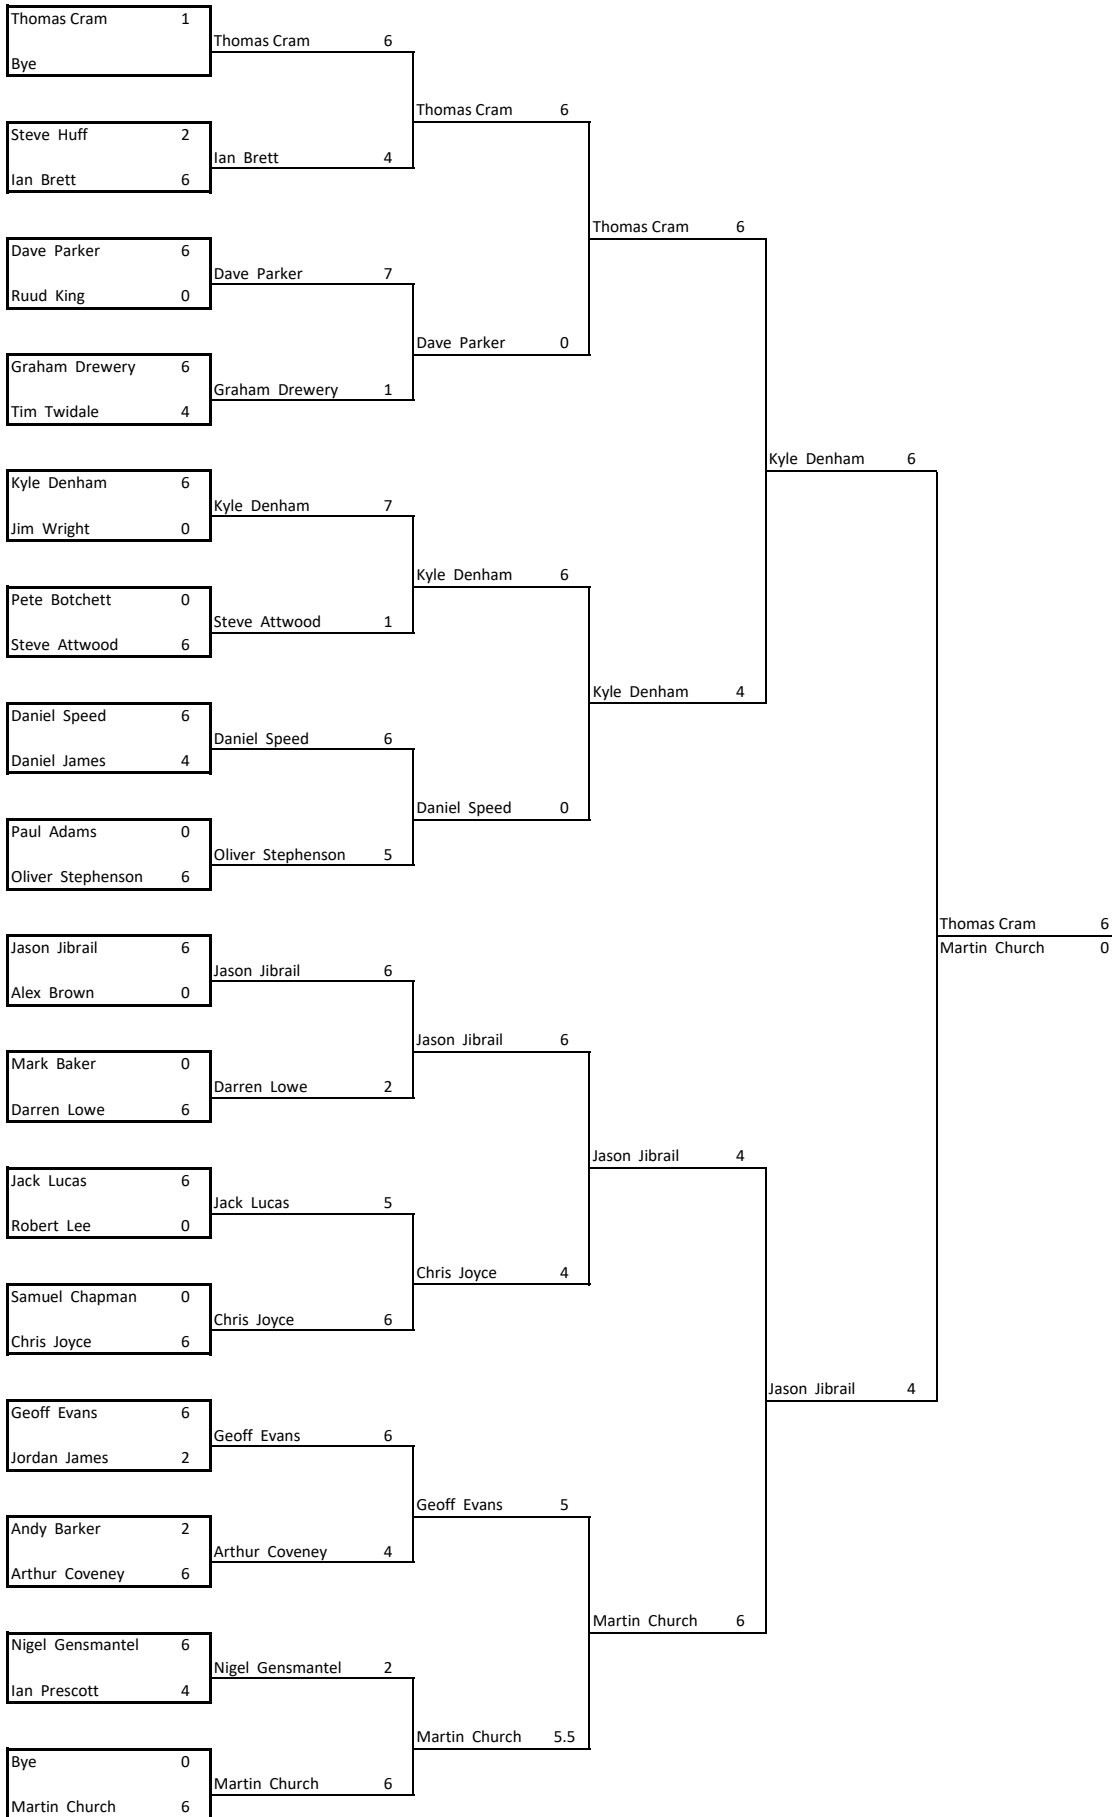 Thomas Cram 1
Thomas Cram 6
Bye
Thomas Cram 6
Steve Huff 2
Ian Brett 4
Ian Brett 6
Thomas Cram 6
Dave Parker 6
Dave Parker 7
Ruud King 0
Dave Parker 0
Graham Drewery 6
Graham Drewery 1
Tim Twidale 4
Kyle Denham 6
Kyle Denham 6
Kyle Denham 7
Jim Wright 0
Kyle Denham 6
Pete Botchett 0
Steve Attwood 1
Steve Attwood 6
Kyle Denham 4
Daniel Speed 6
Daniel Speed 6
Daniel James 4
Daniel Speed 0
Paul Adams 0
Oliver Stephenson 5
Oliver Stephenson 6
Thomas Cram 6
Jason Jibrail 6
Martin Church 0
Jason Jibrail 6
Alex Brown 0
Jason Jibrail 6
Mark Baker 0
Darren Lowe 2
Darren Lowe 6
Jason Jibrail 4
Jack Lucas 6
Jack Lucas 5
Robert Lee 0
Chris Joyce 4
Samuel Chapman 0
Chris Joyce 6
Chris Joyce 6
Jason Jibrail 4
Geoff Evans 6
Geoff Evans 6
Jordan James 2
Geoff Evans 5
Andy Barker 2
Arthur Coveney 4
Arthur Coveney 6
Martin Church 6
Nigel Gensmantel 6
Nigel Gensmantel 2
Ian Prescott 4
Martin Church 5.5
Bye 0
Martin Church 6
Martin Church 6